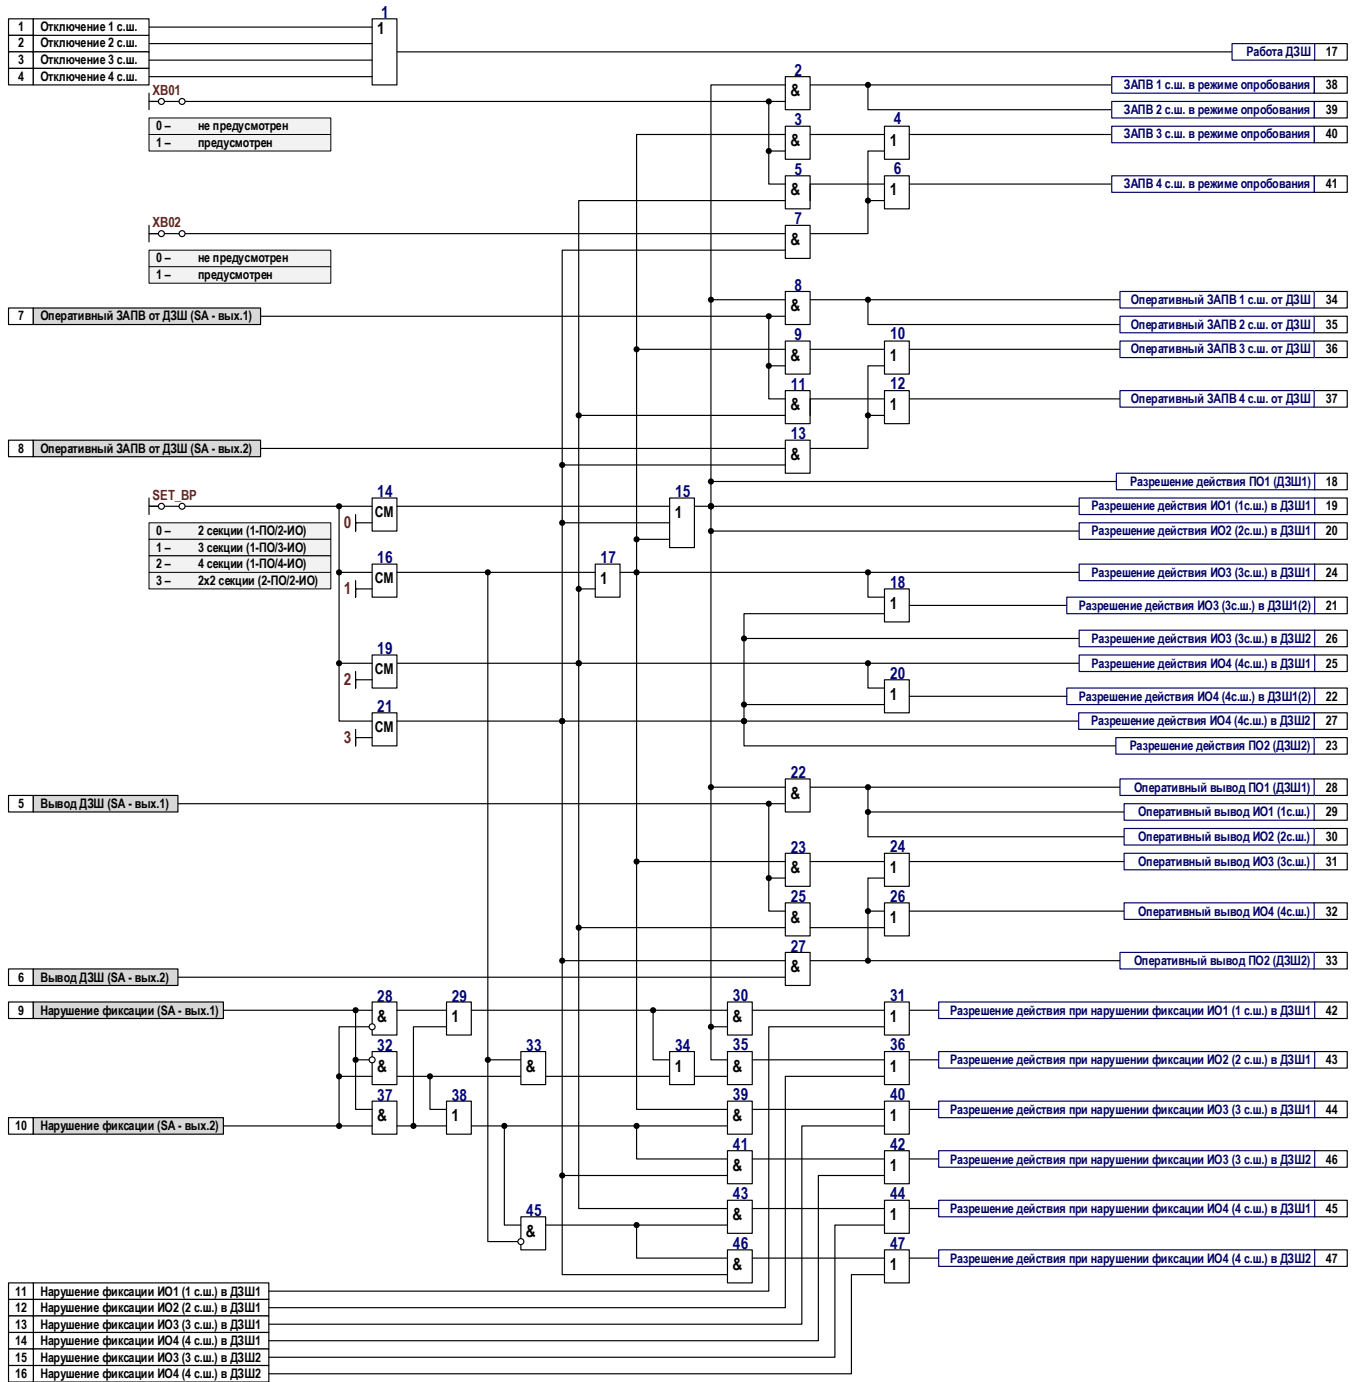 1
1 Отключение 1 с.ш.
1
2 Отключение 2 с.ш.
3 Отключение 3 с.ш.
4 Отключение 4 с.ш.
Работа ДЗШ 17
XB01
0 – не предусмотрен
1 – предусмотрен
2
&
ЗАПВ 1 с.ш. в режиме опробования 38
ЗАПВ 2 с.ш. в режиме опробования 39
3
&
4
1
ЗАПВ 3 с.ш. в режиме опробования 40
5
&
6
1
ЗАПВ 4 с.ш. в режиме опробования 41
XB02
0 – не предусмотрен
1 – предусмотрен
7
&
7 Оперативный ЗАПВ от ДЗШ (SA - вых.1)
8
&
Оперативный ЗАПВ 1 с.ш. от ДЗШ 34
Оперативный ЗАПВ 2 с.ш. от ДЗШ 35
9
&
10
1
Оперативный ЗАПВ 3 с.ш. от ДЗШ 36
11
&
12
1
Оперативный ЗАПВ 4 с.ш. от ДЗШ 37
8 Оперативный ЗАПВ от ДЗШ (SA - вых.2)
13
&
SET_BP
0 – 2 секции (1-ПО/2-ИО)
1 – 3 секции (1-ПО/3-ИО)
2 – 4 секции (1-ПО/4-ИО)
3 – 2x2 секции (2-ПО/2-ИО)
14
СМ
0
15
1
Разрешение действия ПО1 (ДЗШ1) 18
Разрешение действия ИО1 (1с.ш.) в ДЗШ1 19
Разрешение действия ИО2 (2с.ш.) в ДЗШ1 20
16
СМ
1
17
1
Разрешение действия ИО3 (3с.ш.) в ДЗШ1 24
18
1
Разрешение действия ИО3 (3с.ш.) в ДЗШ1(2) 21
Разрешение действия ИО3 (3с.ш.) в ДЗШ2 26
19
СМ
2
Разрешение действия ИО4 (4с.ш.) в ДЗШ1 25
20
1
Разрешение действия ИО4 (4с.ш.) в ДЗШ1(2) 22
21
СМ
3
Разрешение действия ИО4 (4с.ш.) в ДЗШ2 27
Разрешение действия ПО2 (ДЗШ2) 23
5 Вывод ДЗШ (SA - вых.1)
22
&
Оперативный вывод ПО1 (ДЗШ1) 28
Оперативный вывод ИО1 (1с.ш.) 29
Оперативный вывод ИО2 (2с.ш.) 30
23
&
24
1
Оперативный вывод ИО3 (3с.ш.) 31
25
&
26
1
Оперативный вывод ИО4 (4с.ш.) 32
6 Вывод ДЗШ (SA - вых.2)
27
&
Оперативный вывод ПО2 (ДЗШ2) 33
9 Нарушение фиксации (SA - вых.1)
28
&
29
1
30
&
31
1
Разрешение действия при нарушении фиксации ИО1 (1 с.ш.) в ДЗШ1 42
32
&
33
&
34
1
35
&
36
1
Разрешение действия при нарушении фиксации ИО2 (2 с.ш.) в ДЗШ1 43
10 Нарушение фиксации (SA - вых.2)
37
&
38
1
39
&
40
1
Разрешение действия при нарушении фиксации ИО3 (3 с.ш.) в ДЗШ1 44
41
&
42
1
Разрешение действия при нарушении фиксации ИО3 (3 с.ш.) в ДЗШ2 46
43
&
44
1
Разрешение действия при нарушении фиксации ИО4 (4 с.ш.) в ДЗШ1 45
45
&
46
&
47
1
Разрешение действия при нарушении фиксации ИО4 (4 с.ш.) в ДЗШ2 47
11 Нарушение фиксации ИО1 (1 с.ш.) в ДЗШ1
12 Нарушение фиксации ИО2 (2 с.ш.) в ДЗШ1
13 Нарушение фиксации ИО3 (3 с.ш.) в ДЗШ1
14 Нарушение фиксации ИО4 (4 с.ш.) в ДЗШ1
15 Нарушение фиксации ИО3 (3 с.ш.) в ДЗШ2
16 Нарушение фиксации ИО4 (4 с.ш.) в ДЗШ2